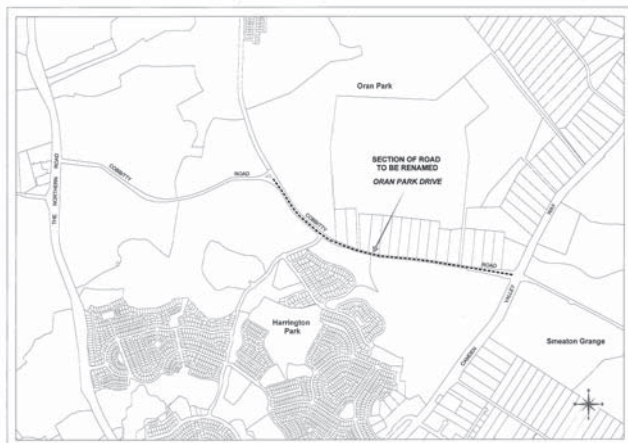 Oran Park
SECTION OF ROAD
TO BE RENAMED
ORAN PARK DRIVE
THE NORTHERN ROAD
COBBITTY
ROAD
COBBITTY
ROAD
CAMDEN
VALLEY
WAY
Harrington
Park
Smeaton Grange